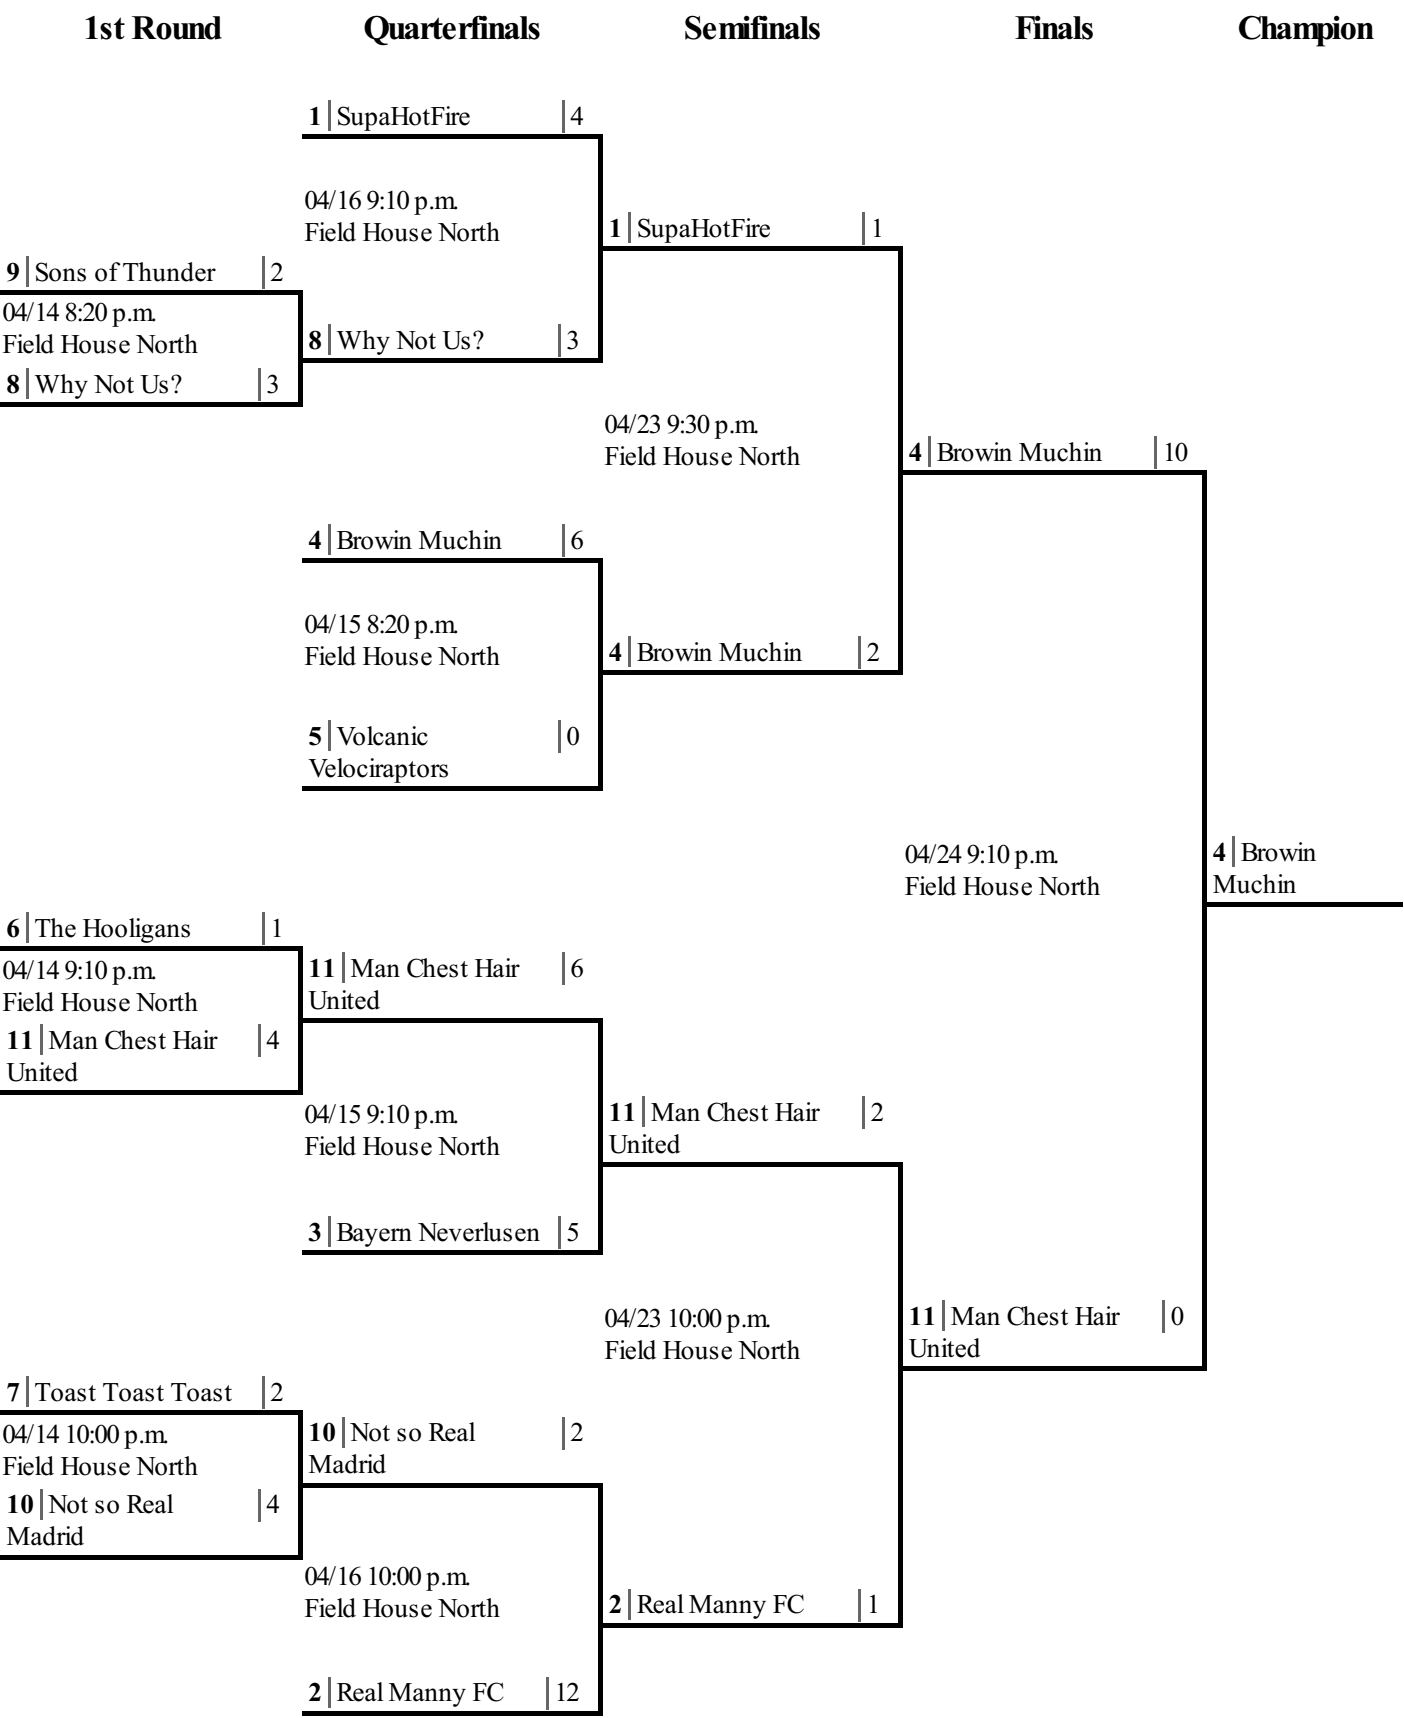 1st Round Quarterfinals Semifinals Finals Champion
1 SupaHotFire 4
04/16 9:10 p.m.
Field House North
1 SupaHotFire 1
9 Sons of Thunder 2
04/14 8:20 p.m.
Field House North
8 Why Not Us? 3
8 Why Not Us? 3
04/23 9:30 p.m.
Field House North
4 Browin Muchin 10
4 Browin Muchin 6
04/15 8:20 p.m.
Field House North
4 Browin Muchin 2
5 Volcanic 0
Velociraptors
04/24 9:10 p.m.
Field House North
4 Browin
Muchin
6 The Hooligans 1
04/14 9:10 p.m.
Field House North
11 Man Chest Hair 4
United
11 Man Chest Hair 6
United
04/15 9:10 p.m.
Field House North
11 Man Chest Hair 2
United
3 Bayern Neverlusen 5
04/23 10:00 p.m.
Field House North
11 Man Chest Hair 0
United
7 Toast Toast Toast 2
04/14 10:00 p.m.
Field House North
10 Not so Real 4
Madrid
10 Not so Real 2
Madrid
04/16 10:00 p.m.
Field House North
2 Real Manny FC 1
2 Real Manny FC 12